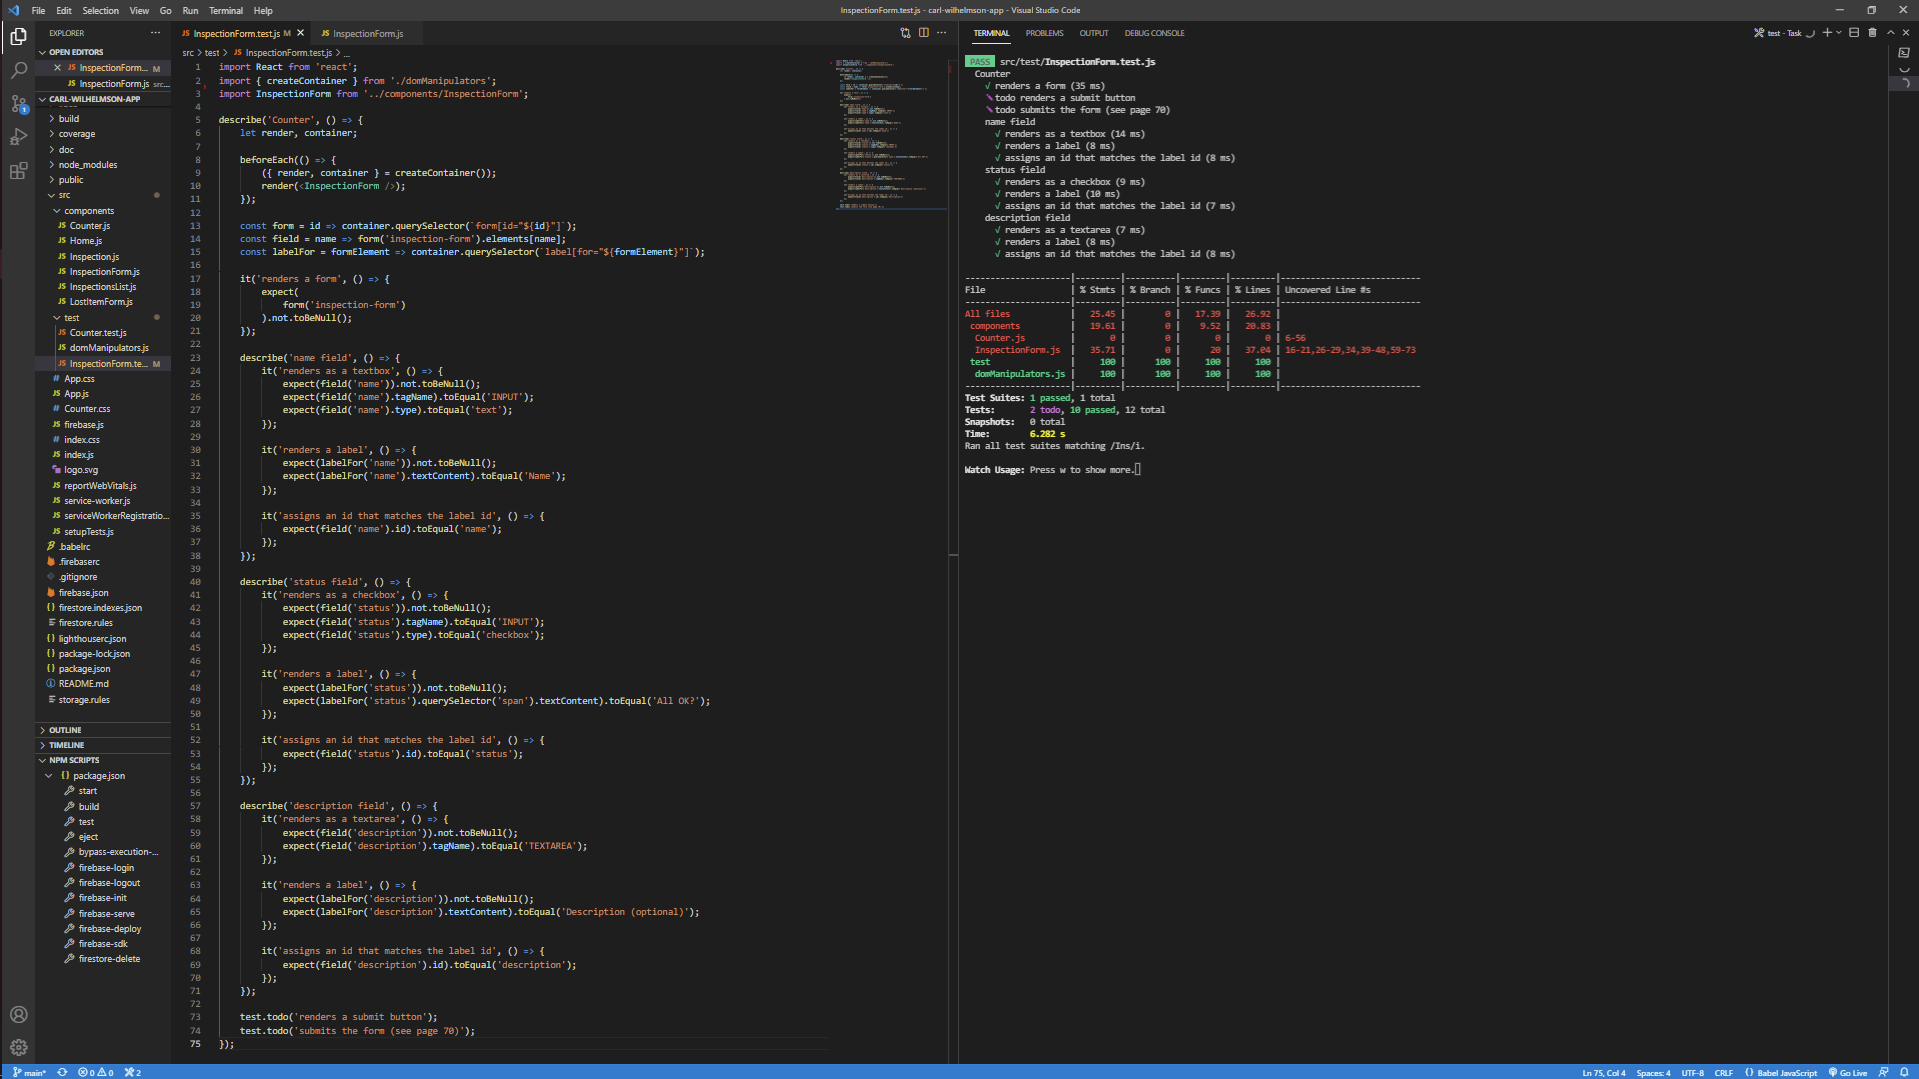 File Edit Selection View Go Run Terminal Help
InspectionForm.test.js - carl-wilhelmson-app - Visual Studio Code
EXPLORER
OPEN EDITORS
InspectionForm... M
InspectionForm.js src...
CARL-WILHELMSON-APP
build
coverage
doc
node_modules
public
src
components
Counter.js
Home.js
Inspection.js
InspectionForm.js
InspectionsList.js
LostItemForm.js
test
Counter.test.js
domManipulators.js
InspectionForm.te... M
App.css
App.js
Counter.css
firebase.js
index.css
index.js
logo.svg
reportWebVitals.js
service-worker.js
serviceWorkerRegistratio...
setupTests.js
.babelrc
.firebaserc
.gitignore
firebase.json
firestore.indexes.json
firestore.rules
lighthouserc.json
package-lock.json
package.json
README.md
storage.rules
OUTLINE
TIMELINE
NPM SCRIPTS
package.json
start
build
test
eject
bypass-execution-...
firebase-login
firebase-logout
firebase-init
firebase-serve
firebase-deploy
firebase-sdk
firestore-delete
JS InspectionForm.test.js M
JS InspectionForm.js
src > test > JS InspectionForm.test.js > ...
1 import React from 'react';
2 import { createContainer } from './domManipulators';
3 import InspectionForm from '../components/InspectionForm';
4
5 describe('Counter', () => {
6 let render, container;
7
8 beforeEach(() => {
9 ({ render, container } = createContainer());
10 render(<InspectionForm />);
11 });
12
13 const form = id => container.querySelector(`form[id="${id}"]`);
14 const field = name => form('inspection-form').elements[name];
15 const labelFor = formElement => container.querySelector(`label[for="${formElement}"]`);
16
17 it('renders a form', () => {
18 expect(
19 form('inspection-form')
20 ).not.toBeNull();
21 });
22
23 describe('name field', () => {
24 it('renders as a textbox', () => {
25 expect(field('name')).not.toBeNull();
26 expect(field('name').tagName).toEqual('INPUT');
27 expect(field('name').type).toEqual('text');
28 });
29
30 it('renders a label', () => {
31 expect(labelFor('name')).not.toBeNull();
32 expect(labelFor('name').textContent).toEqual('Name');
33 });
34
35 it('assigns an id that matches the label id', () => {
36 expect(field('name').id).toEqual('name');
37 });
38 });
39
40 describe('status field', () => {
41 it('renders as a checkbox', () => {
42 expect(field('status')).not.toBeNull();
43 expect(field('status').tagName).toEqual('INPUT');
44 expect(field('status').type).toEqual('checkbox');
45 });
46
47 it('renders a label', () => {
48 expect(labelFor('status')).not.toBeNull();
49 expect(labelFor('status').querySelector('span').textContent).toEqual('All OK?');
50 });
51
52 it('assigns an id that matches the label id', () => {
53 expect(field('status').id).toEqual('status');
54 });
55 });
56
57 describe('description field', () => {
58 it('renders as a textarea', () => {
59 expect(field('description')).not.toBeNull();
60 expect(field('description').tagName).toEqual('TEXTAREA');
61 });
62
63 it('renders a label', () => {
64 expect(labelFor('description')).not.toBeNull();
65 expect(labelFor('description').textContent).toEqual('Description (optional)');
66 });
67
68 it('assigns an id that matches the label id', () => {
69 expect(field('description').id).toEqual('description');
70 });
71 });
72
73 test.todo('renders a submit button');
74 test.todo('submits the form (see page 70)');
75 });
TERMINAL PROBLEMS OUTPUT DEBUG CONSOLE
test - Task
PASS src/test/InspectionForm.test.js
Counter
√ renders a form (35 ms)
✎ todo renders a submit button
✎ todo submits the form (see page 70)
name field
√ renders as a textbox (14 ms)
√ renders a label (8 ms)
√ assigns an id that matches the label id (8 ms)
status field
√ renders as a checkbox (9 ms)
√ renders a label (10 ms)
√ assigns an id that matches the label id (7 ms)
description field
√ renders as a textarea (7 ms)
√ renders a label (8 ms)
√ assigns an id that matches the label id (8 ms)
---------------------|---------|----------|---------|---------|----------------------------
File | % Stmts | % Branch | % Funcs | % Lines | Uncovered Line #s
---------------------|---------|----------|---------|---------|----------------------------
All files | 25.45 | 0 | 17.39 | 26.92 |
components | 19.61 | 0 | 9.52 | 20.83 |
Counter.js | 0 | 0 | 0 | 0 | 6-56
InspectionForm.js | 35.71 | 0 | 20 | 37.04 | 16-21,26-29,34,39-48,59-73
test | 100 | 100 | 100 | 100 |
domManipulators.js | 100 | 100 | 100 | 100 |
---------------------|---------|----------|---------|---------|----------------------------
Test Suites: 1 passed, 1 total
Tests: 2 todo, 10 passed, 12 total
Snapshots: 0 total
Time: 6.282 s
Ran all test suites matching /Ins/i.
Watch Usage: Press w to show more.
main* 0 0 2
Ln 75, Col 4 Spaces: 4 UTF-8 CRLF {} Babel JavaScript Go Live